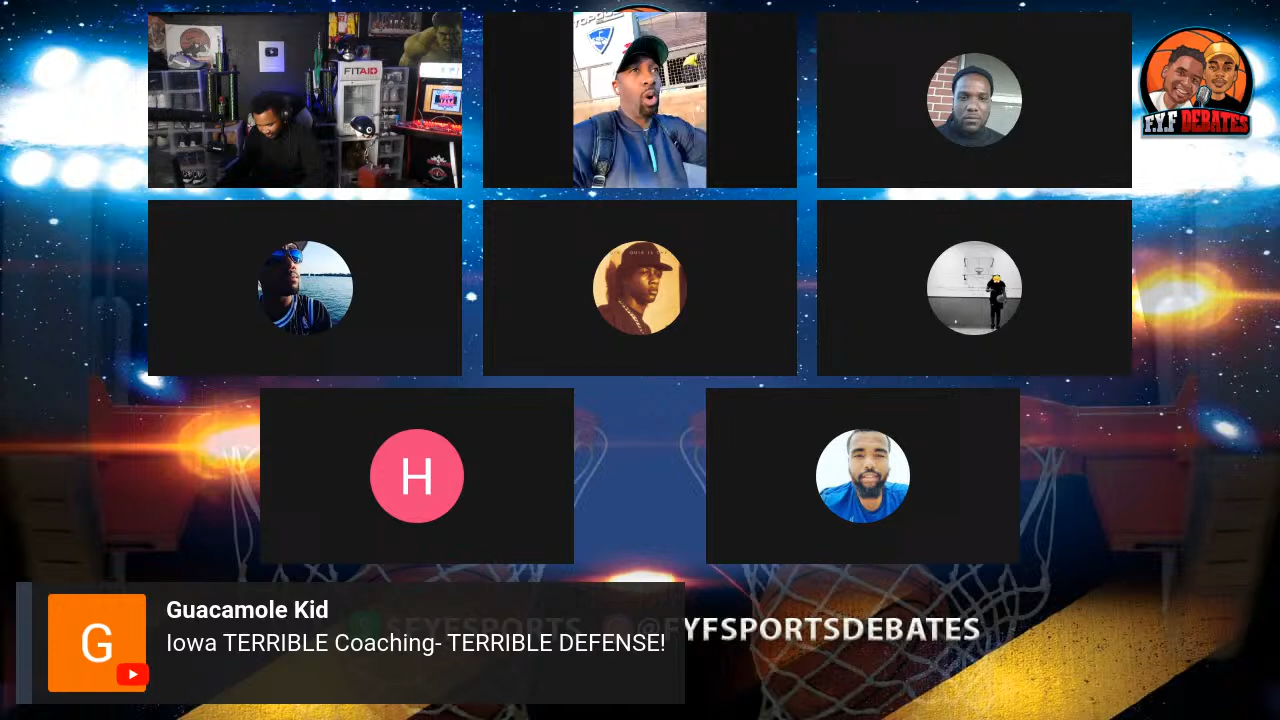 FITAID
F.Y.F DEBATES
H
G
Guacamole Kid
Iowa TERRIBLE Coaching- TERRIBLE DEFENSE!
@FYFSPORTSDEBATES